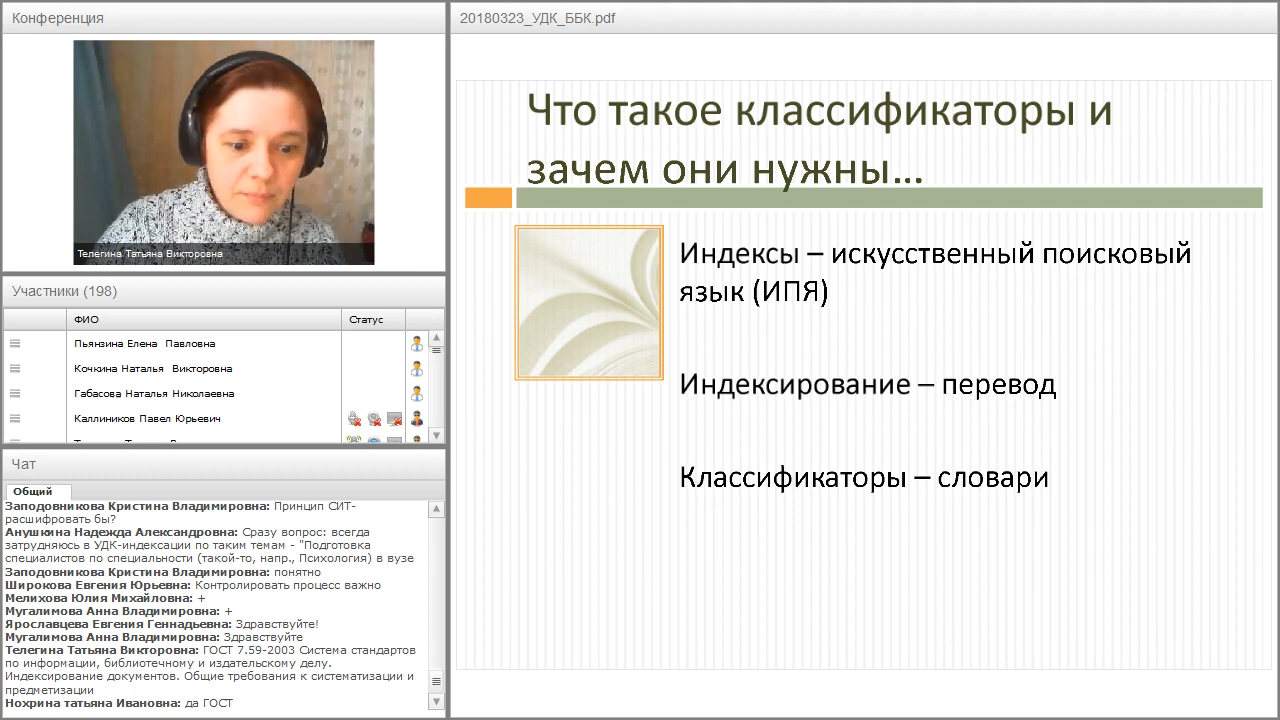 Конференция
Телегина Татьяна Викторовна
Участники (198)
ФИО
Статус
Пьянзина Елена Павловна
Кочкина Наталья Викторовна
Габасова Наталья Николаевна
Каллиников Павел Юрьевич
Чат
Общий
Заподовникова Кристина Владимировна: Принцип СИТ-
расшифровать бы?
Анушкина Надежда Александровна: Сразу вопрос: всегда
затрудняюсь в УДК-индексации по таким темам - "Подготовка
специалистов по специальности (такой-то, напр., Психология) в вузе
Заподовникова Кристина Владимировна: понятно
Широкова Евгения Юрьевна: Контролировать процесс важно
Мелихова Юлия Михайловна: +
Мугалимова Анна Владимировна: +
Ярославцева Евгения Геннадьевна: Здравствуйте!
Мугалимова Анна Владимировна: Здравствуйте
Телегина Татьяна Викторовна: ГОСТ 7.59-2003 Система стандартов
по информации, библиотечному и издательскому делу.
Индексирование документов. Общие требования к систематизации и
предметизации
Нохрина татьяна Ивановна: да ГОСТ
20180323_УДК_ББК.pdf
Что такое классификаторы и
зачем они нужны...
Индексы – искусственный поисковый
язык (ИПЯ)
Индексирование – перевод
Классификаторы – словари